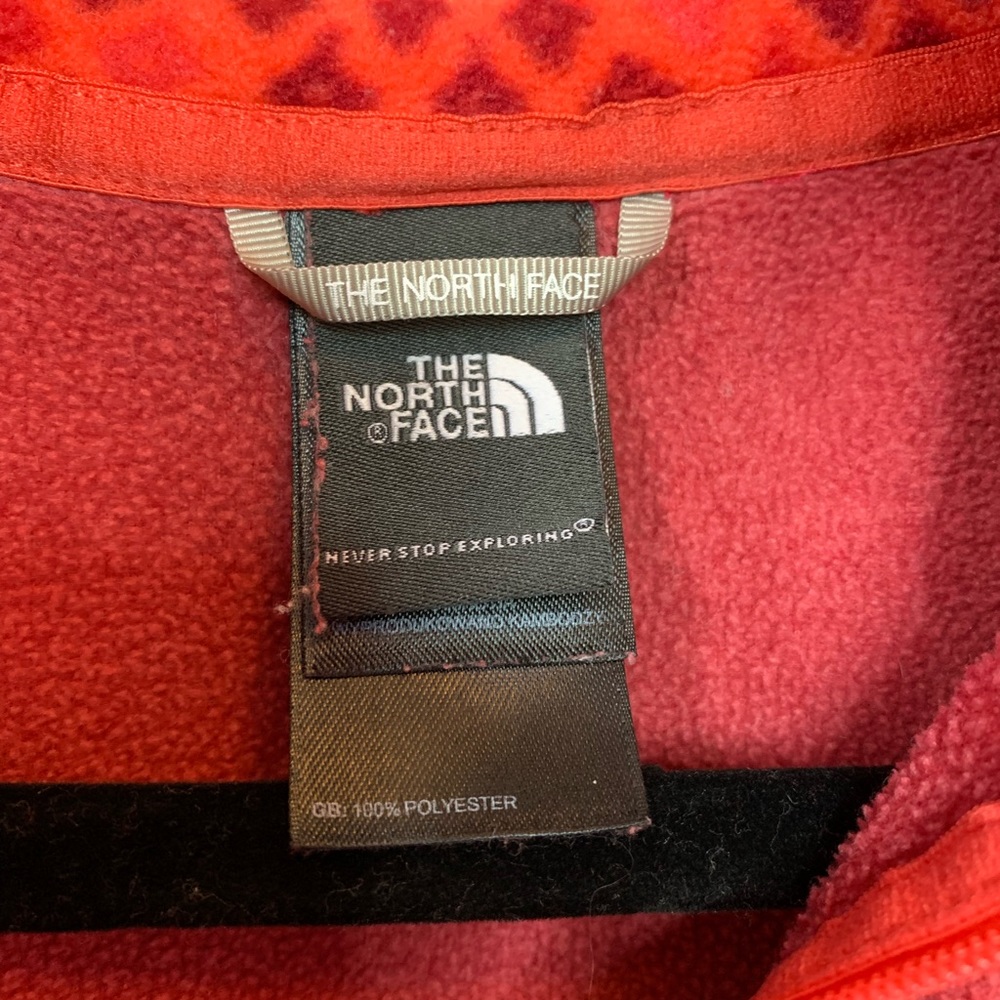 THE NORTH FACE
THE
NORTH
® FACE
NEVER STOP EXPLORING®
GB: 100% POLYESTER